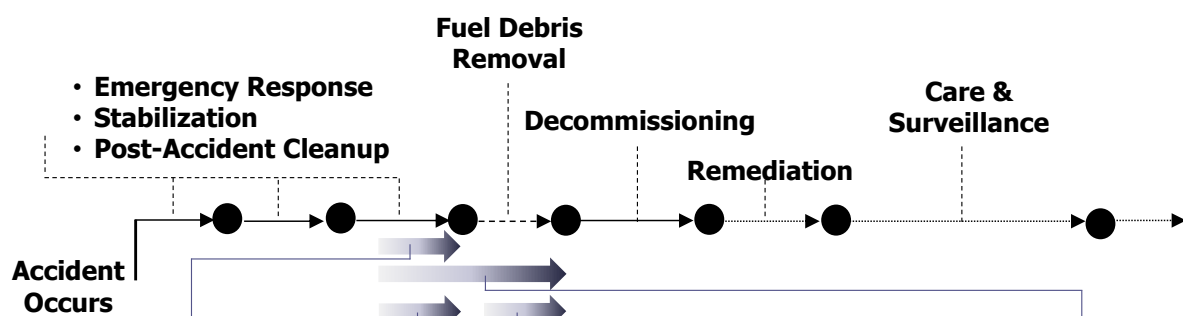 Fuel Debris
Removal
• Emergency Response
• Stabilization
• Post-Accident Cleanup
Care &
Surveillance
Decommissioning
Remediation
Accident
Occurs